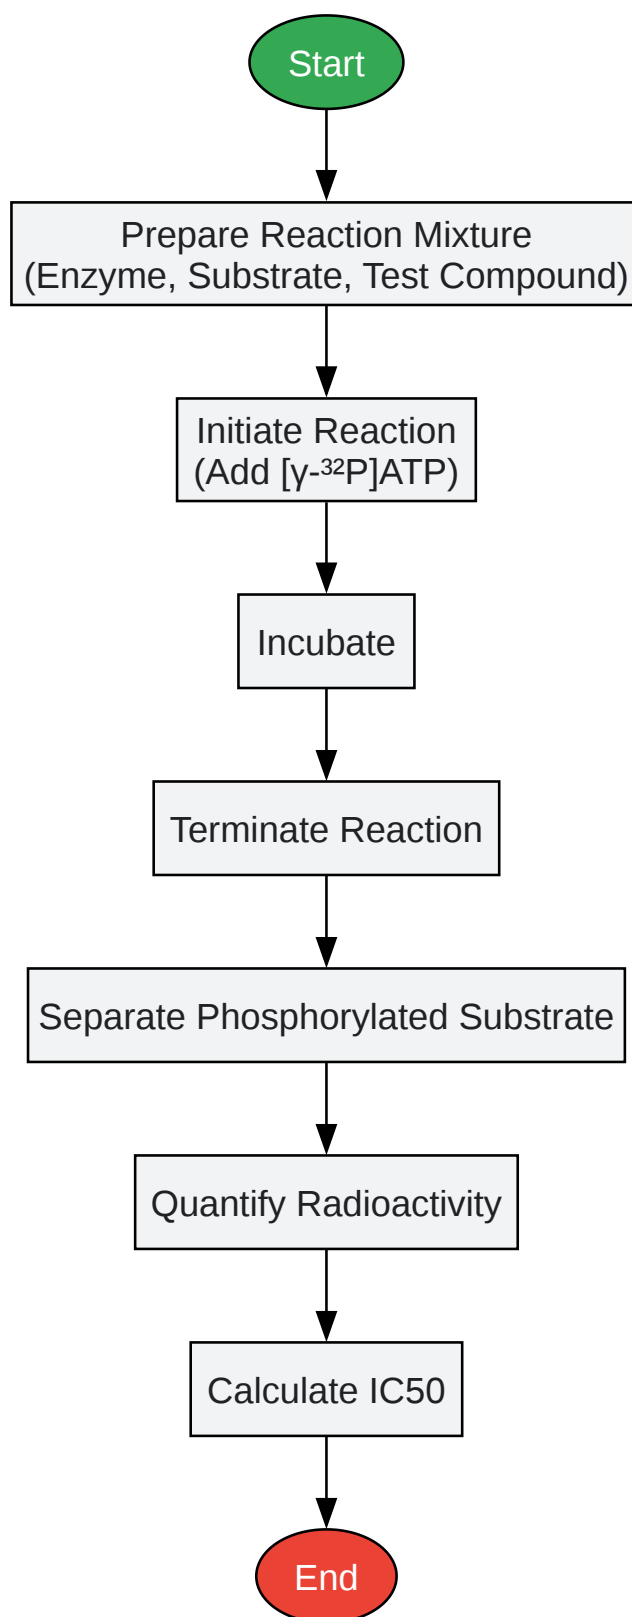 Start
Prepare Reaction Mixture
(Enzyme, Substrate, Test Compound)
Initiate Reaction
(Add [γ-³²P]ATP)
Incubate
Terminate Reaction
Separate Phosphorylated Substrate
Quantify Radioactivity
Calculate IC50
End